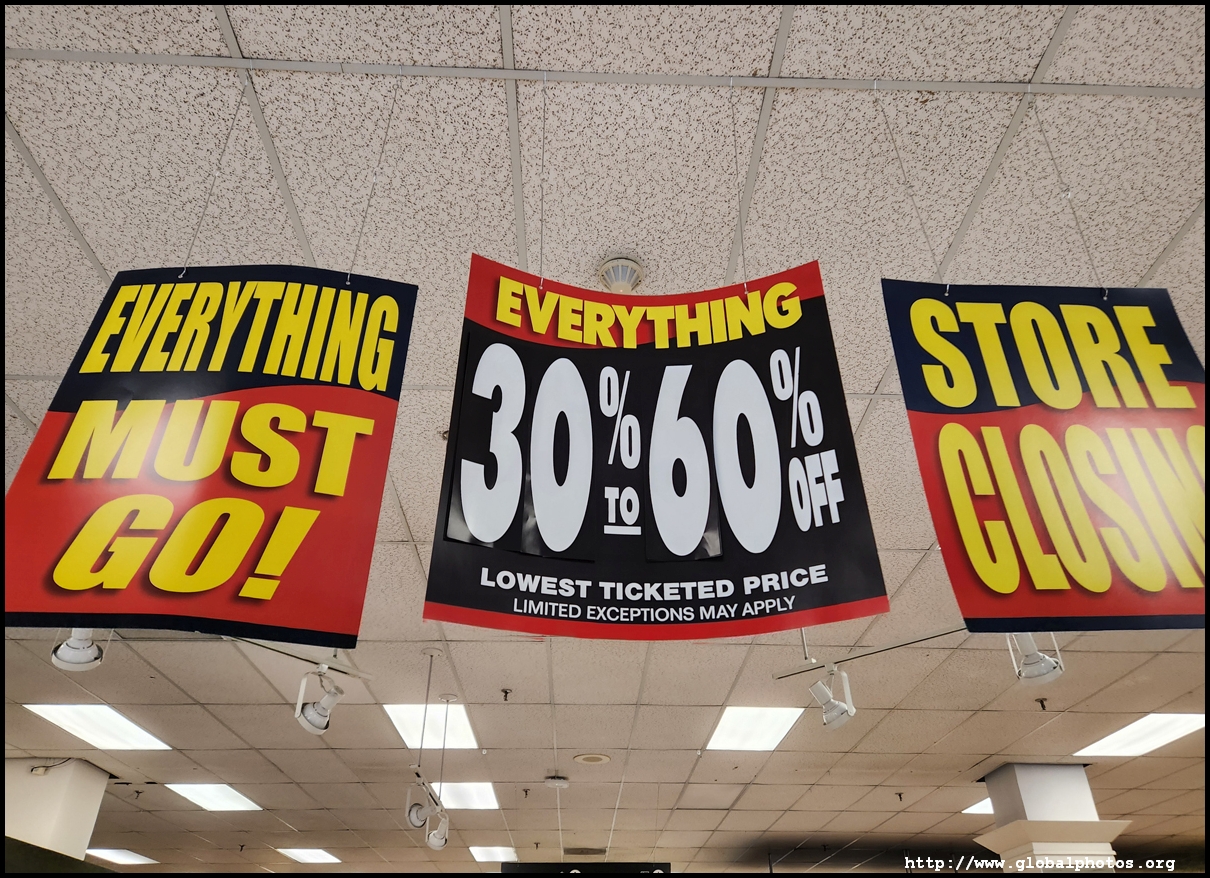 EVERYTHING
MUST
GO!
EVERYTHING
30% TO 60% OFF
LOWEST TICKETED PRICE
LIMITED EXCEPTIONS MAY APPLY
STORE
CLOSIN
http://www.globalphotos.org